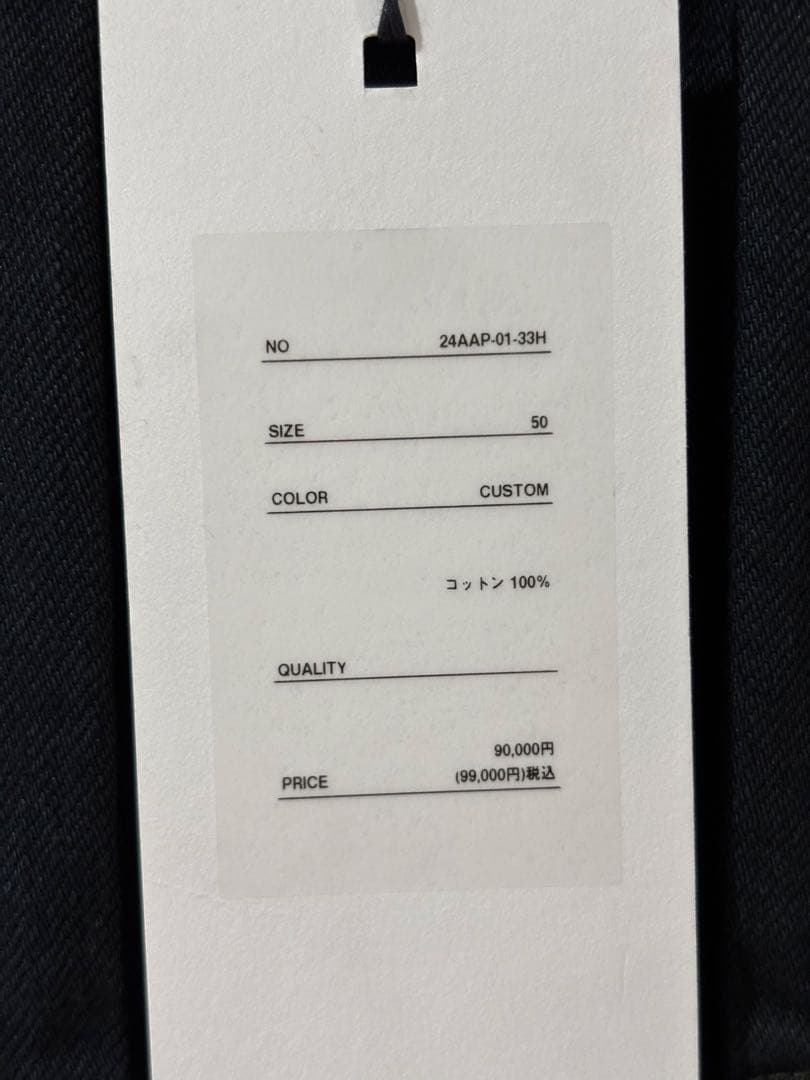 NO 24AAP-01-33H
SIZE 50
COLOR CUSTOM
コットン 100%
QUALITY
90,000円
PRICE (99,000円)税込